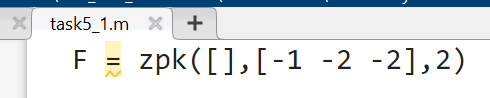 task5_1.m
F = zpk([],[-1 -2 -2],2)